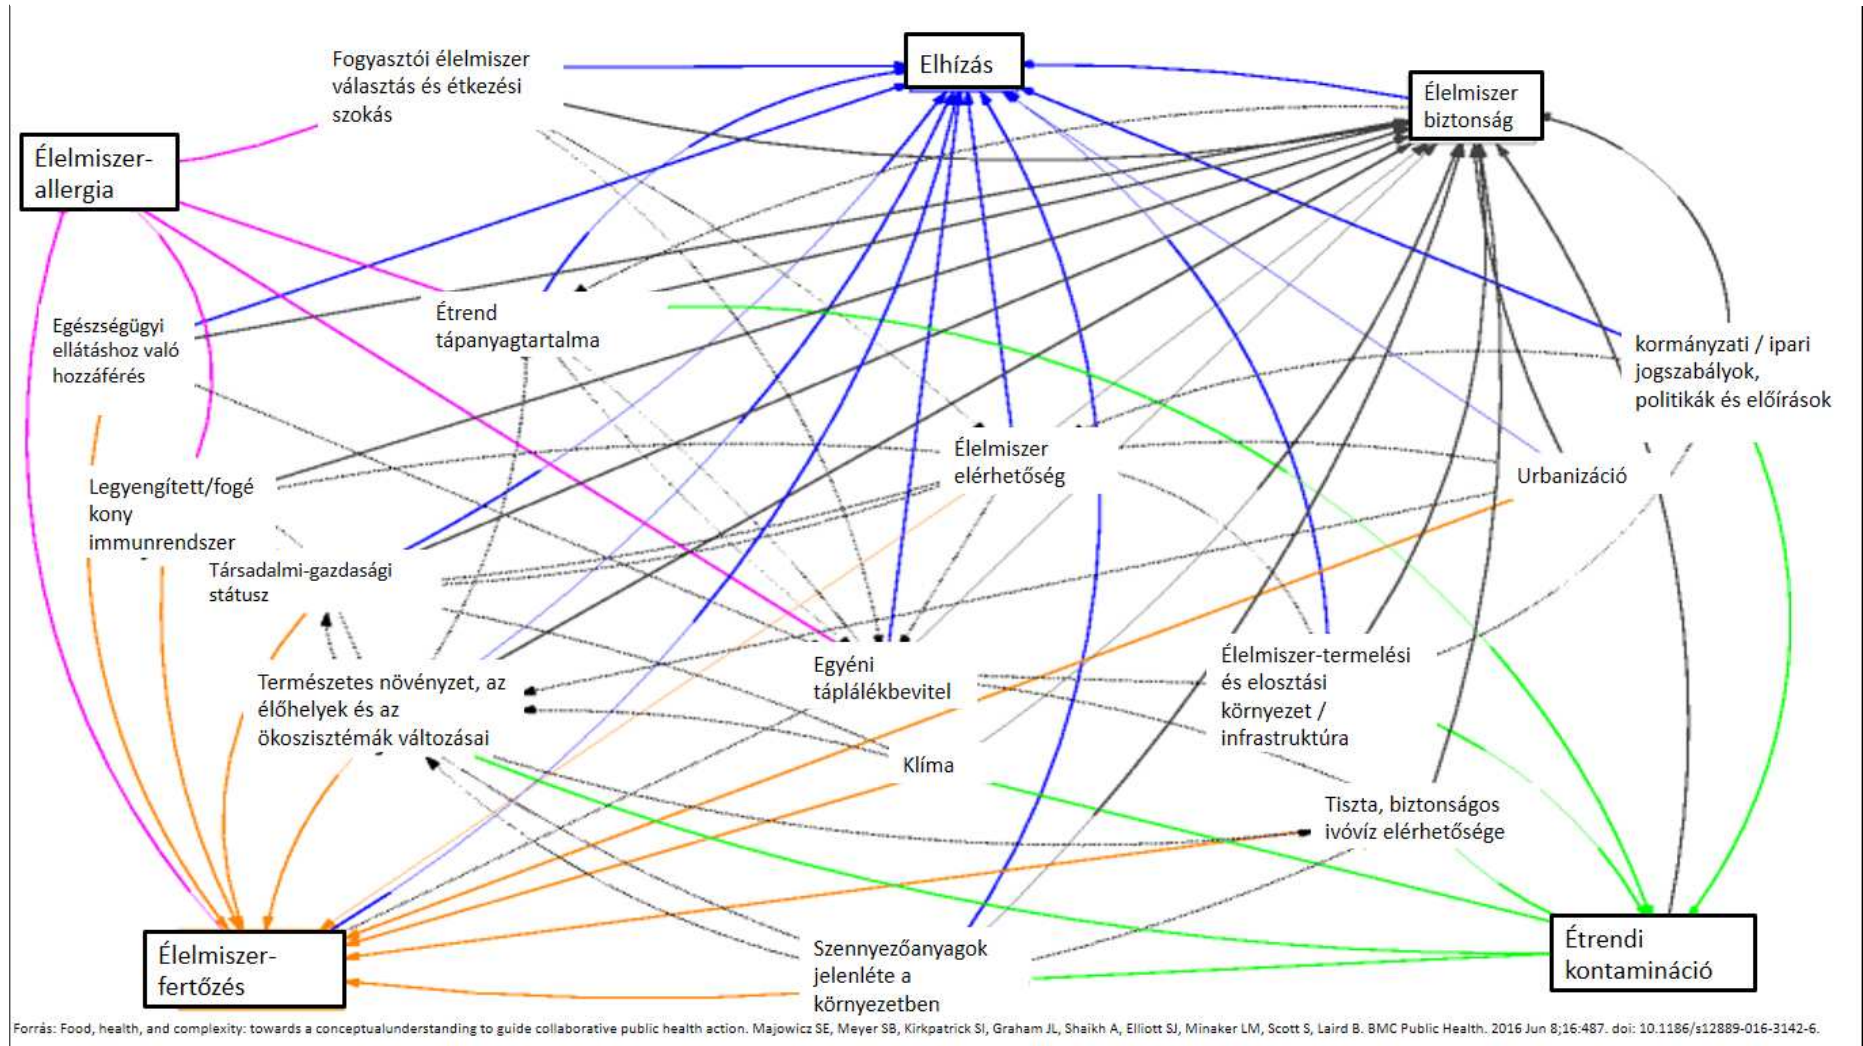 Fogyasztói élelmiszer
választás és étkezési
szokás
Elhízás
Élelmiszer
biztonság
Élelmiszer-
allergia
Egészségügyi
ellátáshoz való
hozzáférés
Étrend
tápanyagtartalma
kormányzati / ipari
jogszabályok,
politikák és előírások
Élelmiszer
elérhetőség
Urbanizáció
Legyengített/fogé
kony
immunrendszer
Társadalmi-gazdasági
státusz
Természetes növényzet, az
élőhelyek és az
ökoszisztémák változásai
Egyéni
táplálékbevitel
Élelmiszer-termelési
és elosztási
környezet /
infrastruktúra
Klíma
Tiszta, biztonságos
ivóvíz elérhetősége
Élelmiszer-
fertőzés
Szennyezőanyagok
jelenléte a
környezetben
Étrendi
kontamináció
Forrás: Food, health, and complexity: towards a conceptualunderstanding to guide collaborative public health action. Majowicz SE, Meyer SB, Kirkpatrick SI, Graham JL, Shaikh A, Elliott SJ, Minaker LM, Scott S, Laird B. BMC Public Health. 2016 Jun 8;16:487. doi: 10.1186/s12889-016-3142-6.